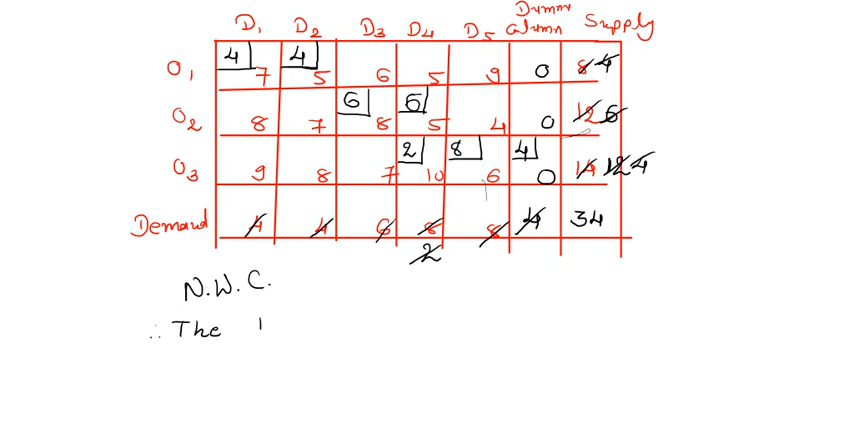 D1 D2 D3 D4 D5 Dummy Column Supply
O1 4 7 4 5 6 5 9 0 8 4
O2 8 7 6 8 6 5 4 0 12 6
O3 9 8 7 2 10 8 6 4 0 14 12 4
Demand 4 4 6 8 8 4 34
2
N.W.C.
∴ The